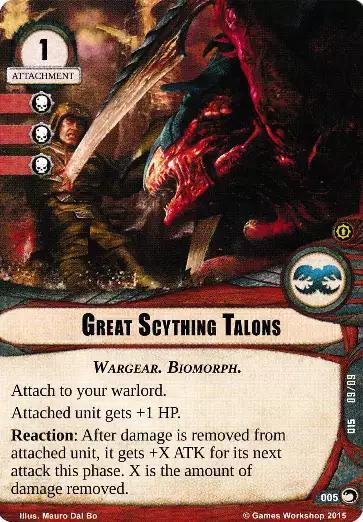 1
ATTACHMENT
GREAT SCYTHING TALONS
Wargear. Biomorph.
Attach to your warlord.
Attached unit gets +1 HP.
Reaction: After damage is removed from
attached unit, it gets +X ATK for its next
attack this phase. X is the amount of
damage removed.
D15 09/09
005
Illus. Mauro Dal Bo
© Games Workshop 2015